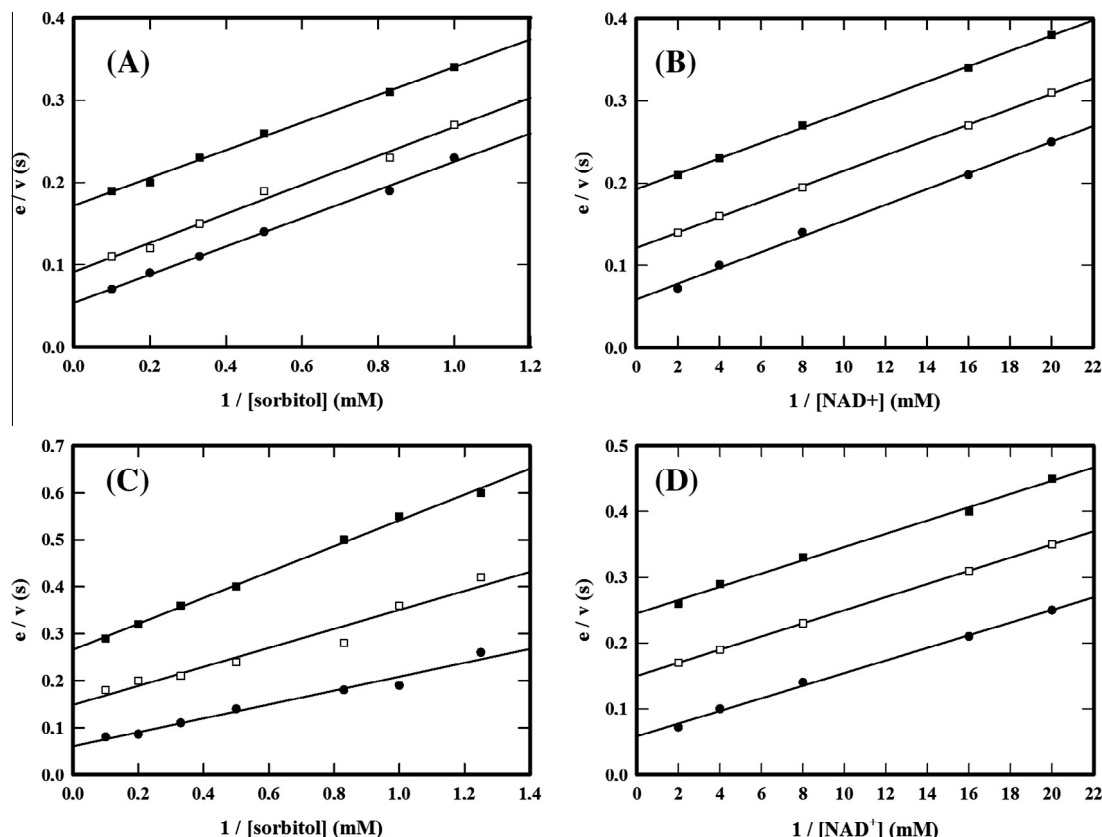 (A)
0.4
0.3
0.2
0.1
0.0
e / v (s)
0.0 0.2 0.4 0.6 0.8 1.0 1.2
1 / [sorbitol] (mM)
(B)
0.4
0.3
0.2
0.1
0.0
e / v (s)
0 2 4 6 8 10 12 14 16 18 20 22
1 / [NAD+] (mM)
(C)
0.7
0.6
0.5
0.4
0.3
0.2
0.1
0.0
e / v (s)
0.0 0.2 0.4 0.6 0.8 1.0 1.2 1.4
1 / [sorbitol] (mM)
(D)
0.5
0.4
0.3
0.2
0.1
0.0
e / v (s)
0 2 4 6 8 10 12 14 16 18 20 22
1 / [NAD⁺] (mM)